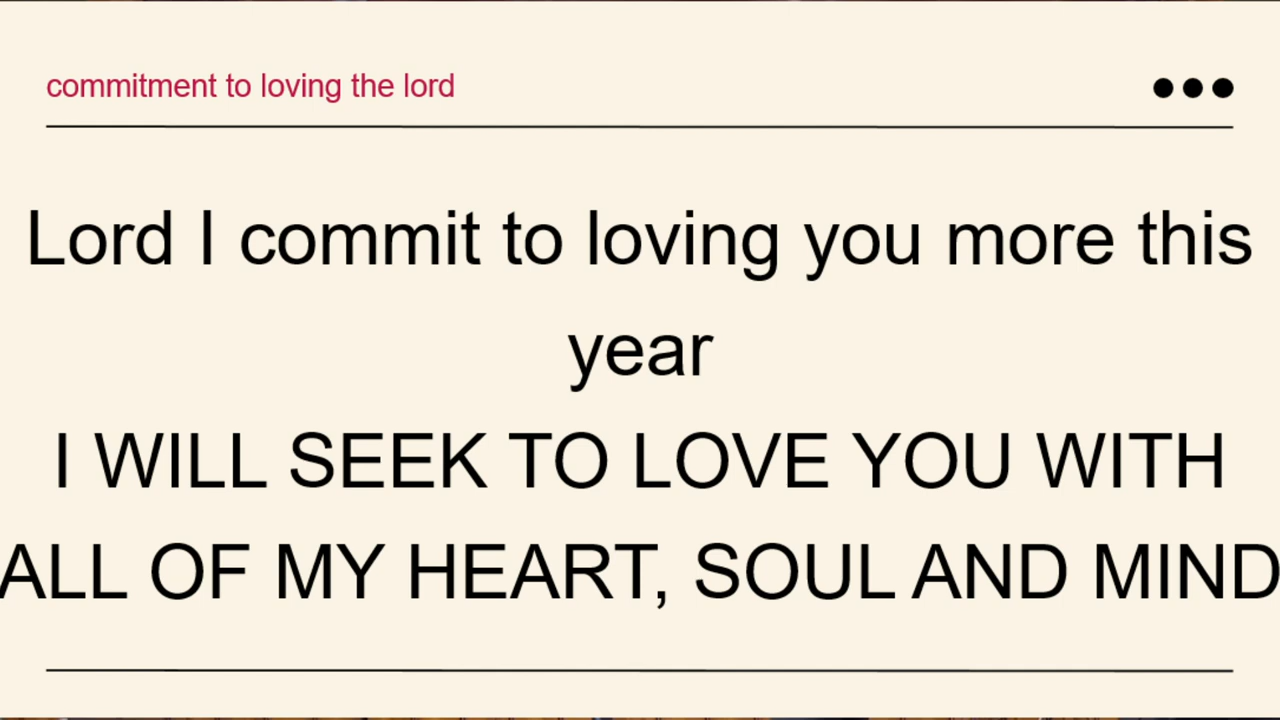 commitment to loving the lord
Lord I commit to loving you more this
year
I WILL SEEK TO LOVE YOU WITH
ALL OF MY HEART, SOUL AND MIND